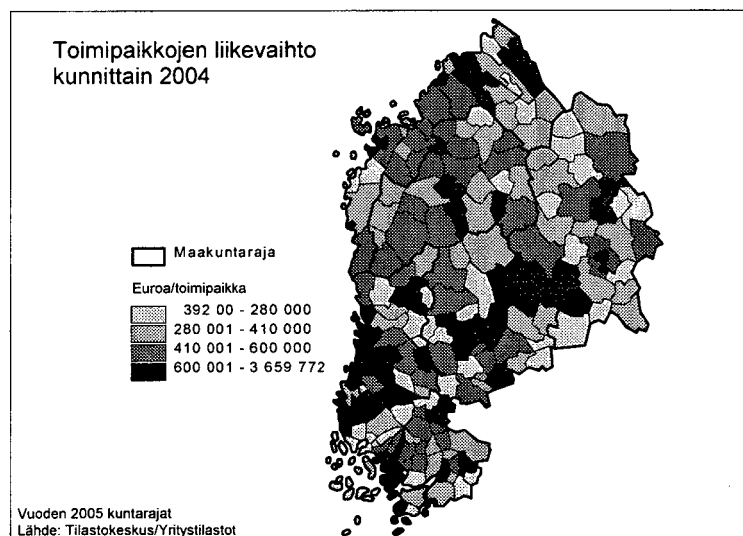 Toimipaikkojen liikevaihto
kunnittain 2004
Maakuntaraja
Euroa/toimipaikka
392 00 - 280 000
280 001 - 410 000
410 001 - 600 000
600 001 - 3 659 772
Vuoden 2005 kuntarajat
Lähde: Tilastokeskus/Yritystilastot